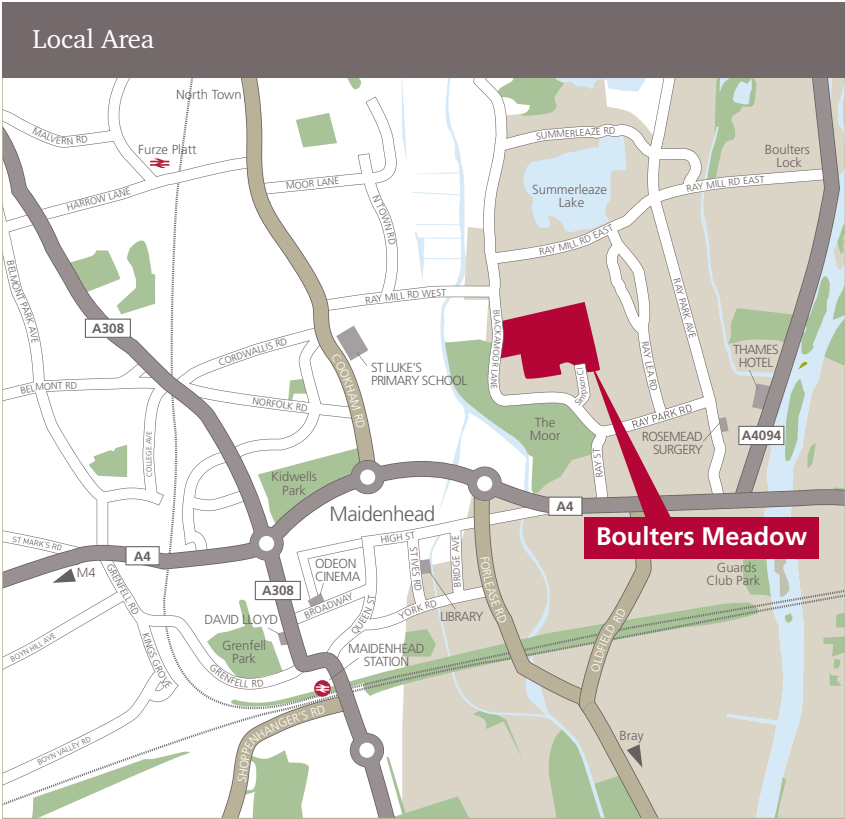 Local Area
North Town
MALVERN RD
Furze Platt
SUMMERLEAZE RD
Boulters
Lock
HARROW LANE
MOOR LANE
Summerleaze
Lake
RAY MILL RD EAST
N TOWN RD
RAY MILL RD EAST
BELMONT PARK AVE
RAY MILL RD WEST
A308
BLACKAMOOR LANE
RAY PARK AVE
CORDWALLIS RD
COOKHAM RD
ST LUKE'S
PRIMARY SCHOOL
RAY LEA RD
THAMES
HOTEL
BELMONT RD
NORFOLK RD
The
Moor
RAY PARK RD
ROSEMEAD
SURGERY
A4094
COLLEGE AVE
RAY ST
Kidwells
Park
Maidenhead
A4
Boulters Meadow
ST MARK'S RD
A4
M4
HIGH ST
ST IVES RD
BRIDGE AVE
FORLEASE RD
ODEON
CINEMA
GRENFELL RD
A308
BROADWAY
QUEEN ST
YORK RD
LIBRARY
Guards
Club Park
DAVID LLOYD
OLDFIELD RD
BOYN HILL AVE
KINGS GROVE
Grenfell
Park
MAIDENHEAD
STATION
GRENFELL RD
SHOPPENHANGER'S RD
BOYN VALLEY RD
Bray